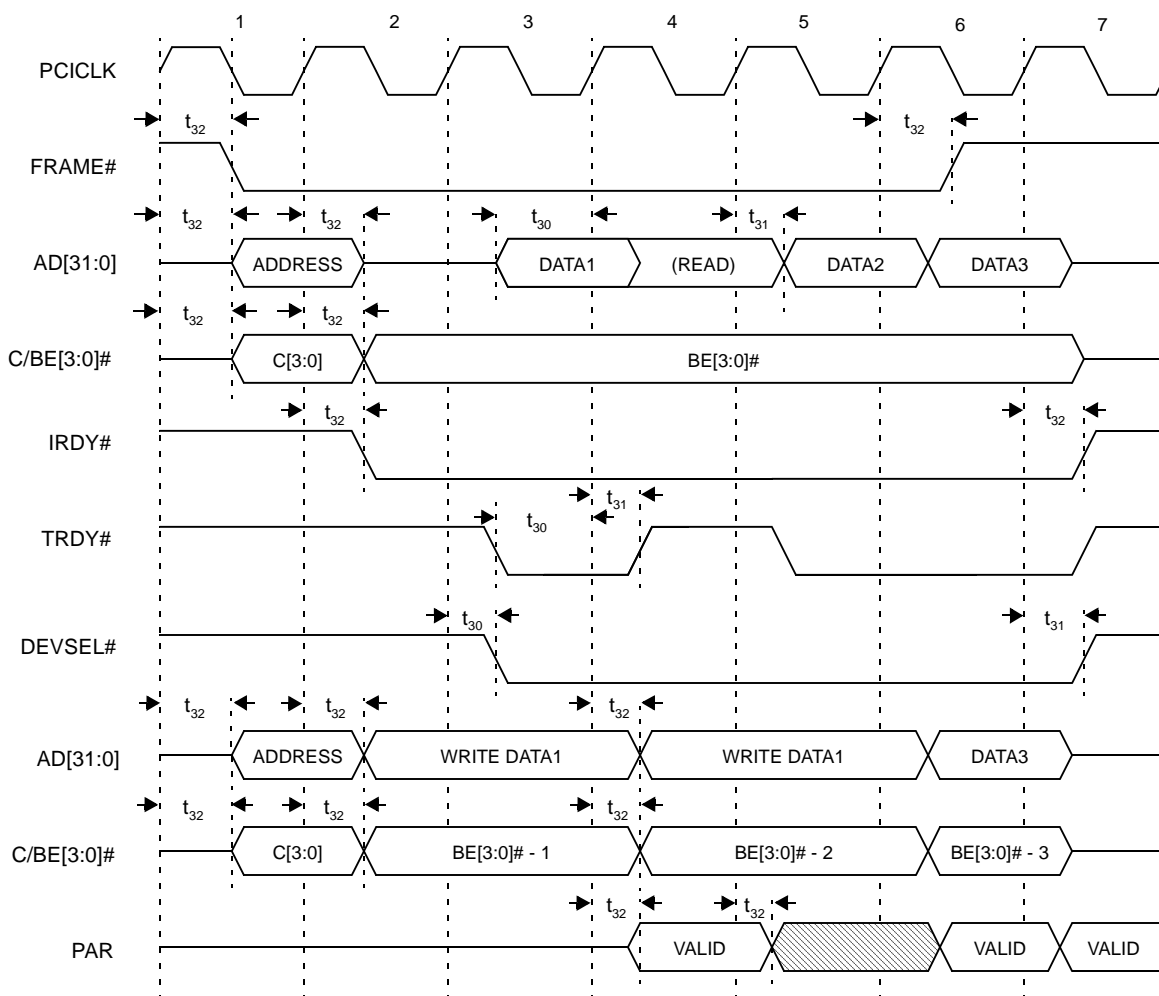 1 2 3 4 5 6 7
PCICLK
t32 t32
FRAME#
t32 t32 t30 t31
AD[31:0] ADDRESS DATA1 (READ) DATA2 DATA3
t32 t32
C/BE[3:0]# C[3:0] BE[3:0]#
t32 t32
IRDY#
t31
t30
TRDY#
t30 t31
DEVSEL#
t32 t32 t32
AD[31:0] ADDRESS WRITE DATA1 WRITE DATA1 DATA3
t32 t32 t32
C/BE[3:0]# C[3:0] BE[3:0]# - 1 BE[3:0]# - 2 BE[3:0]# - 3
t32 t32
PAR VALID VALID VALID